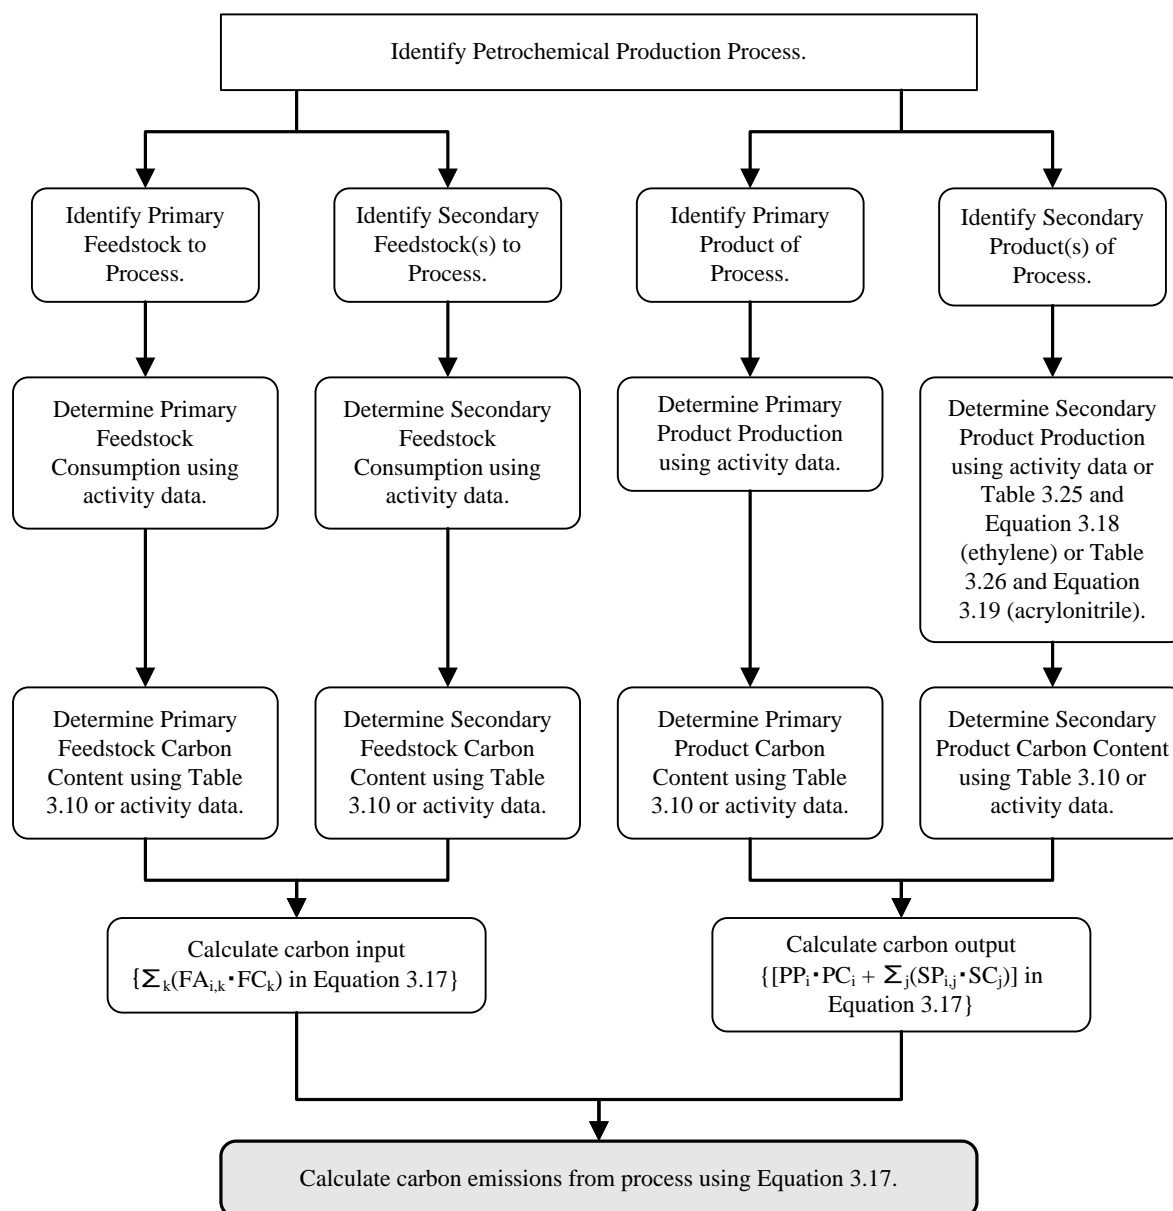 Identify Petrochemical Production Process.
Identify Primary
Feedstock to
Process.
Identify Secondary
Feedstock(s) to
Process.
Identify Primary
Product of
Process.
Identify Secondary
Product(s) of
Process.
Determine Primary
Feedstock
Consumption using
activity data.
Determine Secondary
Feedstock
Consumption using
activity data.
Determine Primary
Product Production
using activity data.
Determine Secondary
Product Production
using activity data or
Table 3.25 and
Equation 3.18
(ethylene) or Table
3.26 and Equation
3.19 (acrylonitrile).
Determine Primary
Feedstock Carbon
Content using Table
3.10 or activity data.
Determine Secondary
Feedstock Carbon
Content using Table
3.10 or activity data.
Determine Primary
Product Carbon
Content using Table
3.10 or activity data.
Determine Secondary
Product Carbon Content
using Table 3.10 or
activity data.
Calculate carbon input
{Σk(FAi,k·FCk) in Equation 3.17}
Calculate carbon output
{[PPi·PCi + Σj(SPi,j·SCj)] in
Equation 3.17}
Calculate carbon emissions from process using Equation 3.17.